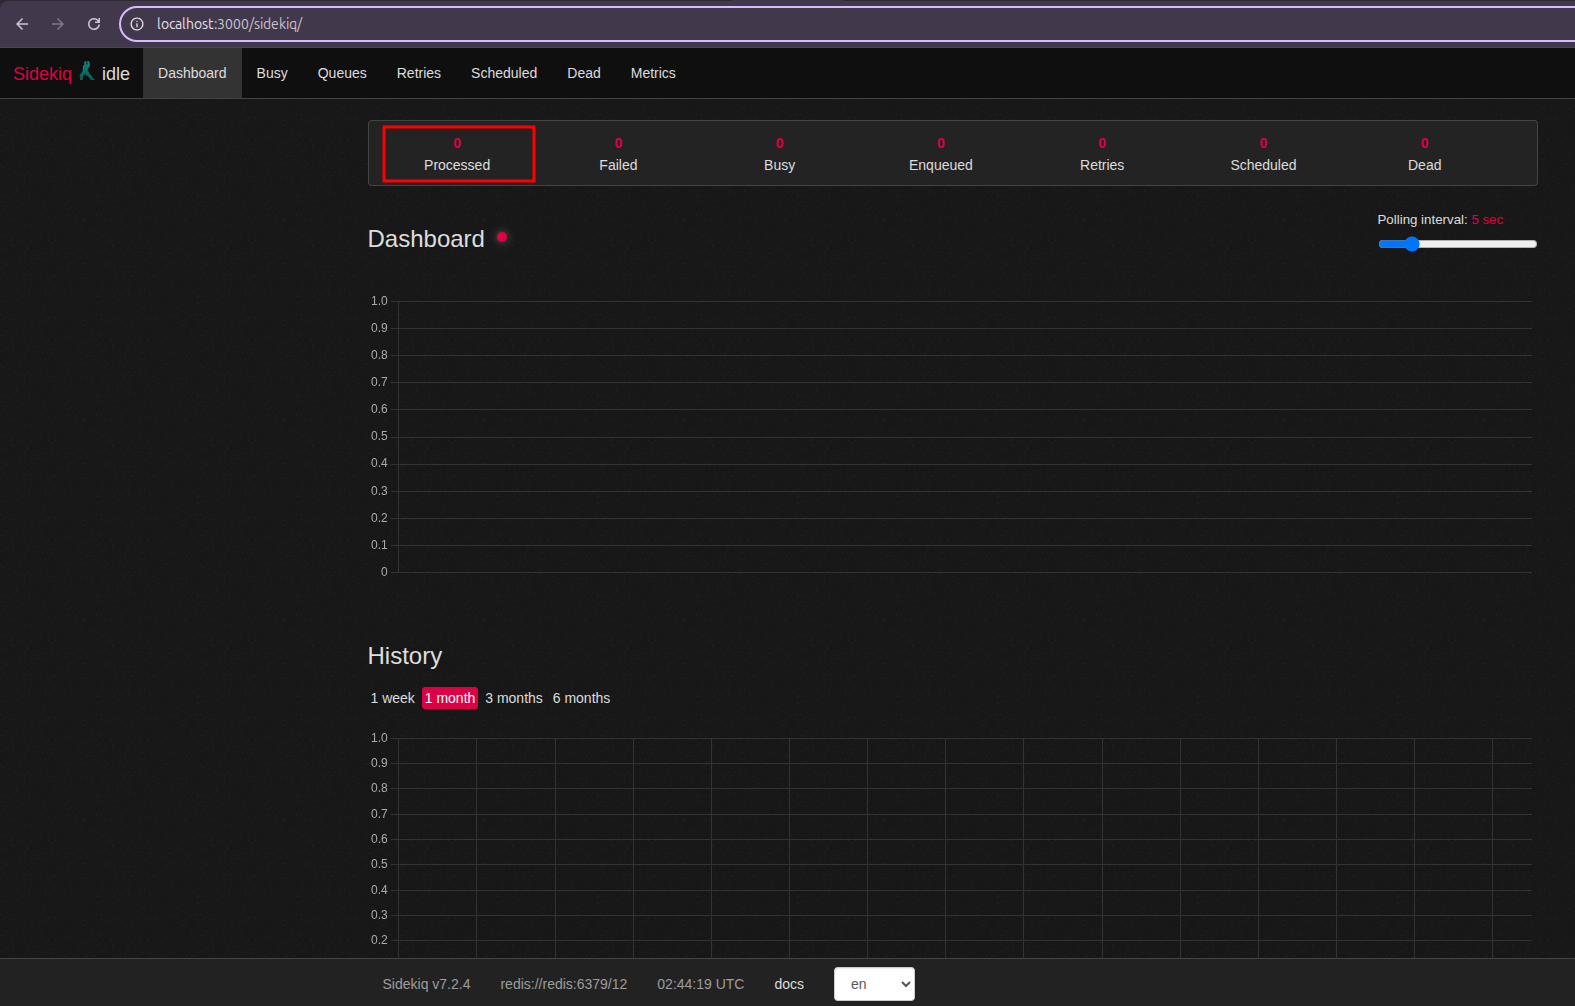 localhost:3000/sidekiq/
Sidekiq idle Dashboard Busy Queues Retries Scheduled Dead Metrics
0 0 0 0 0 0 0
Processed Failed Busy Enqueued Retries Scheduled Dead
Polling interval: 5 sec
Dashboard
1.0
0.9
0.8
0.7
0.6
0.5
0.4
0.3
0.2
0.1
0
History
1 week 1 month 3 months 6 months
1.0
0.9
0.8
0.7
0.6
0.5
0.4
0.3
0.2
Sidekiq v7.2.4 redis://redis:6379/12 02:44:19 UTC docs en